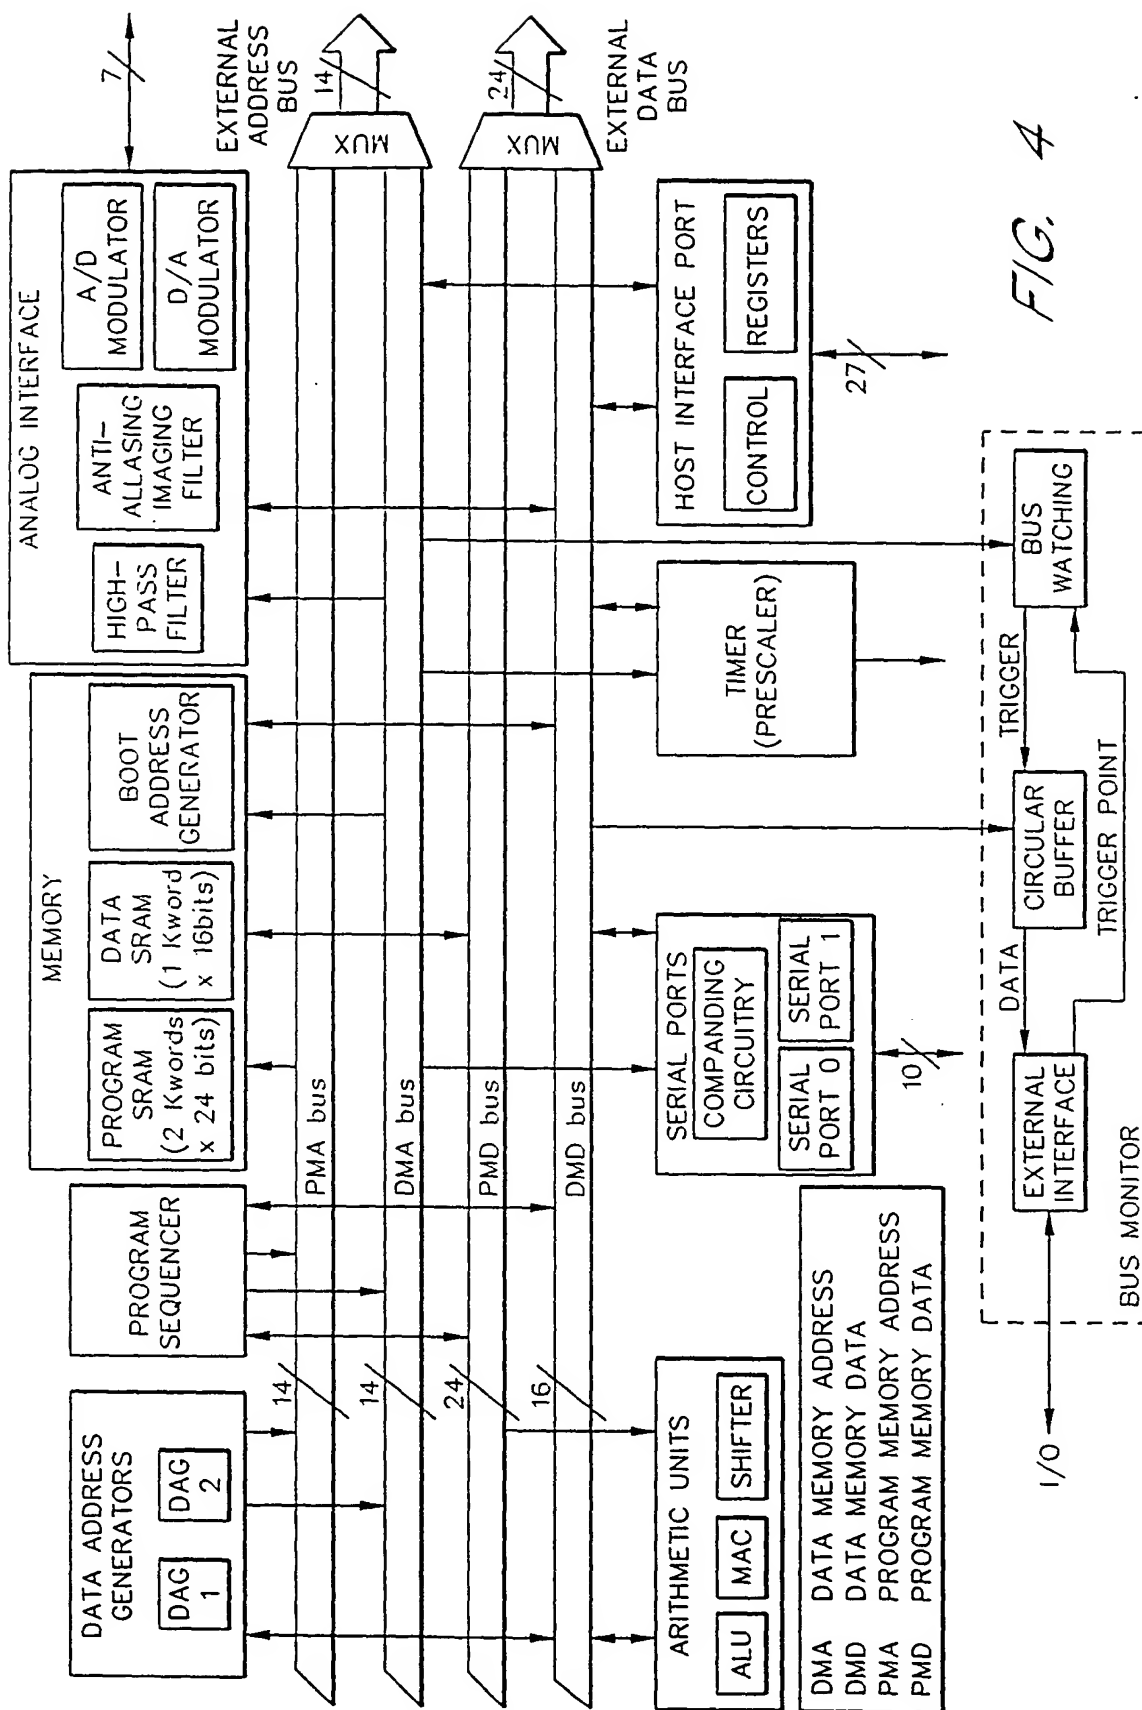 DATA ADDRESS
GENERATORS
DAG
1
DAG
2
PROGRAM
SEQUENCER
MEMORY
PROGRAM
SRAM
(2 Kwords
x 24 bits)
DATA
SRAM
(1 Kword
x 16bits)
BOOT
ADDRESS
GENERATOR
ANALOG INTERFACE
HIGH-
PASS
FILTER
ANTI-
ALLASING
IMAGING
FILTER
A/D
MODULATOR
D/A
MODULATOR
7
EXTERNAL
ADDRESS
BUS
14
PMA bus
14
DMA bus
MUX
14
24
PMD bus
16
DMD bus
MUX
24
EXTERNAL
DATA
BUS
ARITHMETIC UNITS
ALU
MAC
SHIFTER
SERIAL PORTS
COMPANDING
CIRCUITRY
SERIAL
PORT 0
SERIAL
PORT 1
10
TIMER
(PRESCALER)
HOST INTERFACE PORT
CONTROL
REGISTERS
27
DMA DATA MEMORY ADDRESS
DMD DATA MEMORY DATA
PMA PROGRAM MEMORY ADDRESS
PMD PROGRAM MEMORY DATA
I/O
EXTERNAL
INTERFACE
DATA
CIRCULAR
BUFFER
TRIGGER
BUS
WATCHING
TRIGGER POINT
BUS MONITOR
FIG. 4